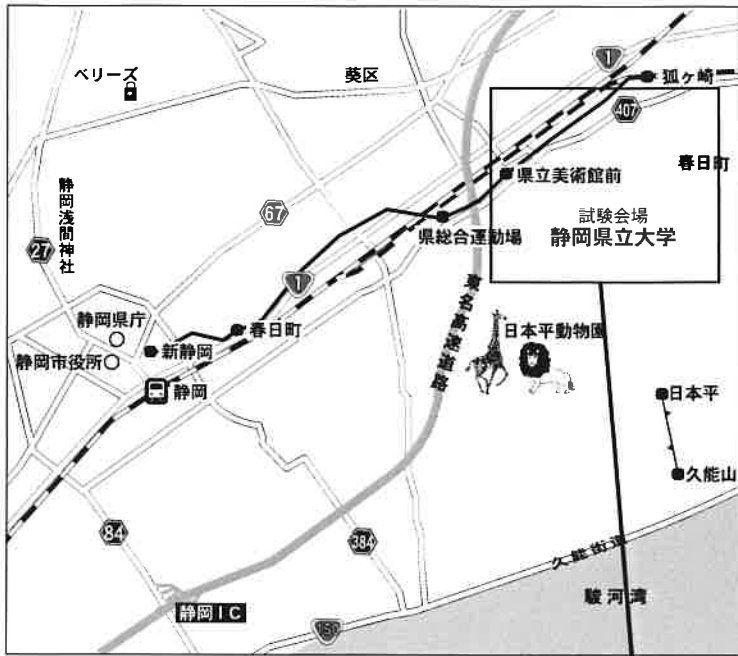 1
狐ヶ崎
ベリーズ
葵区
407
春日町
県立美術館前
静岡浅間神社
67
試験会場
静岡県立大学
県総合運動場
27
1
東名高速道路
静岡県庁
春日町
日本平動物園
新静岡
静岡市役所
静岡
日本平
久能山
84
384
久能街道
駿河湾
静岡IC
150